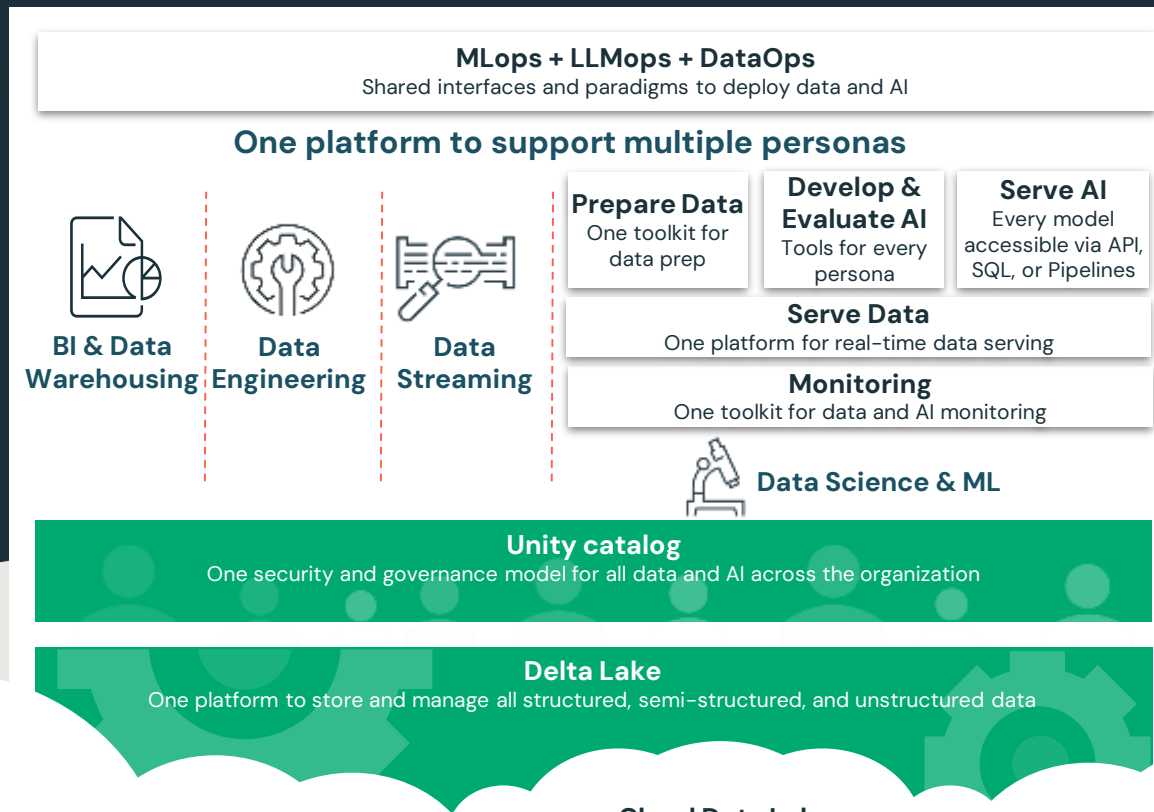 MLops + LLMops + DataOps
Shared interfaces and paradigms to deploy data and AI
One platform to support multiple personas
BI & Data
Warehousing
Data
Engineering
Data
Streaming
Prepare Data
One toolkit for
data prep
Develop &
Evaluate AI
Tools for every
persona
Serve AI
Every model
accessible via API,
SQL, or Pipelines
Serve Data
One platform for real-time data serving
Monitoring
One toolkit for data and AI monitoring
Data Science & ML
Unity catalog
One security and governance model for all data and AI across the organization
Delta Lake
One platform to store and manage all structured, semi-structured, and unstructured data
Cloud Data